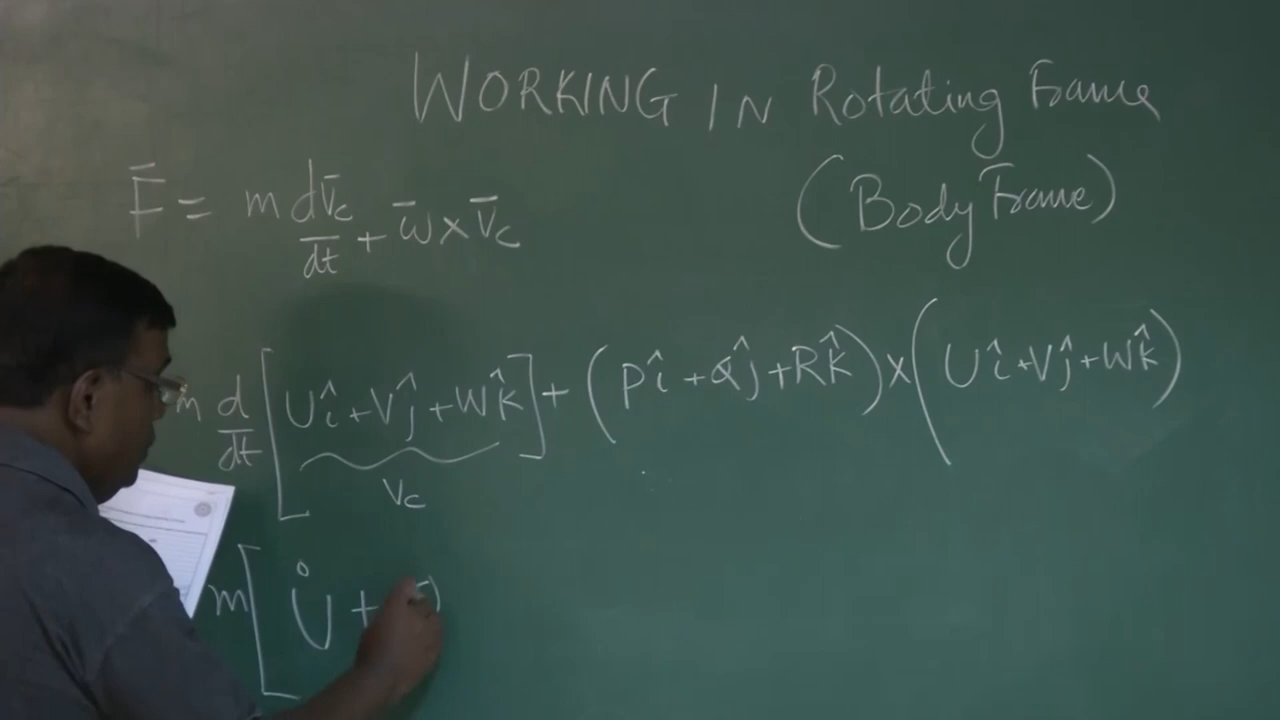 WORKING IN Rotating Frame
(Body Frame)
F̄ = m dv̄c/dt + ω̄ × v̄c
m d/dt [Uî + Vĵ + Wk̂] + (Pî + Qĵ + Rk̂) × (Uî + Vĵ + Wk̂)
Vc
m[ U̇ +